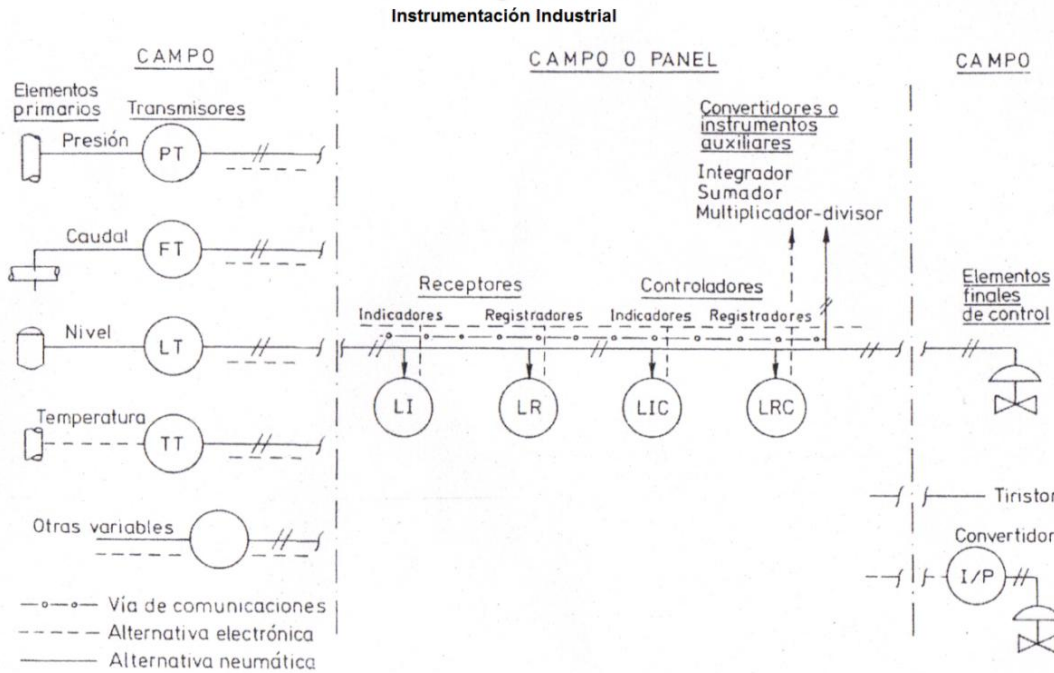 Instrumentación Industrial
CAMPO
CAMPO O PANEL
CAMPO
Elementos
primarios
Transmisores
Presión
PT
Caudal
FT
Nivel
LT
Temperatura
TT
Otras variables
Convertidores o
instrumentos
auxiliares
Integrador
Sumador
Multiplicador-divisor
Receptores
Controladores
Indicadores
Registradores
Indicadores
Registradores
LI
LR
LIC
LRC
Elementos
finales
de control
Tiristor
Convertidor
I/P
Vía de comunicaciones
Alternativa electrónica
Alternativa neumática